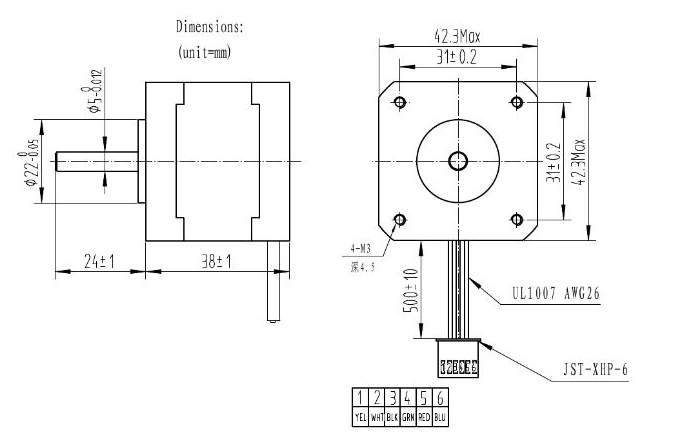 Dimensions:
(unit=mm)
φ5-0 0.012
φ22-0 0.05
24±1
38±1
42.3Max
31±0.2
31±0.2
42.3Max
4-M3
深4.5
500±10
UL1007 AWG26
JST-XHP-6
1 2 3 4 5 6
YEL WHT BLK GRN RED BLU